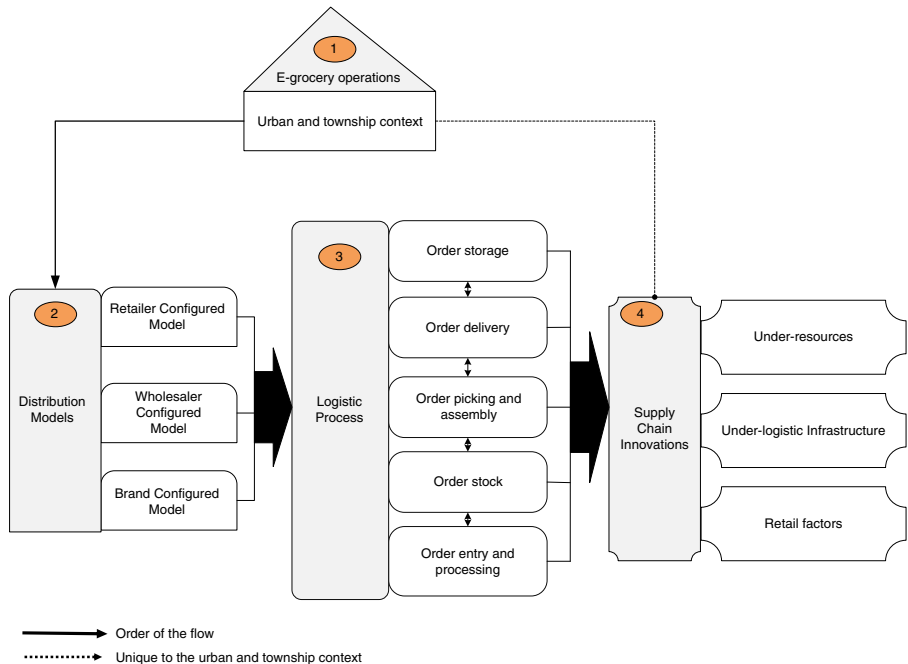 1
E-grocery operations
Urban and township context
2
Distribution
Models
Retailer Configured
Model
Wholesaler
Configured
Model
Brand Configured
Model
3
Logistic
Process
Order storage
Order delivery
Order picking and
assembly
Order stock
Order entry and
processing
4
Supply
Chain
Innovations
Under-resources
Under-logistic Infrastructure
Retail factors
Order of the flow
Unique to the urban and township context